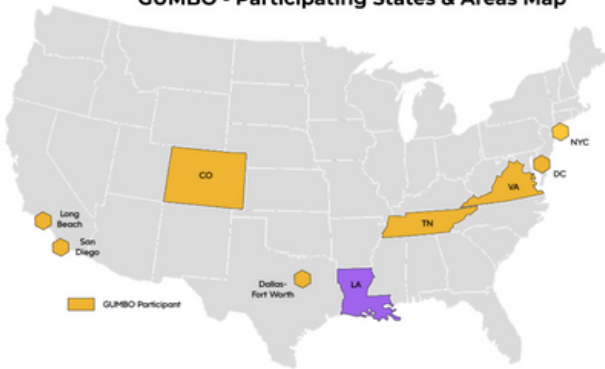 GUMBO - Participating States & Areas Map
NYC
CO
DC
VA
Long
Beach
TN
San
Diego
Dallas-
Fort Worth
LA
GUMBO Participant